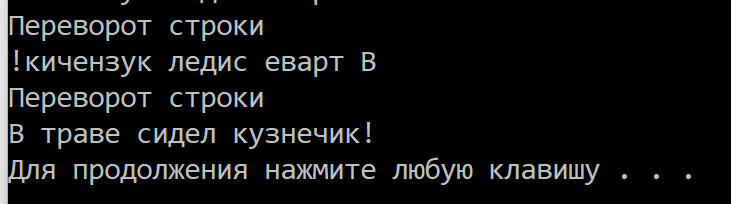 Переворот строки
!кичензук ледис еварт В
Переворот строки
В траве сидел кузнечик!
Для продолжения нажмите любую клавишу . . .